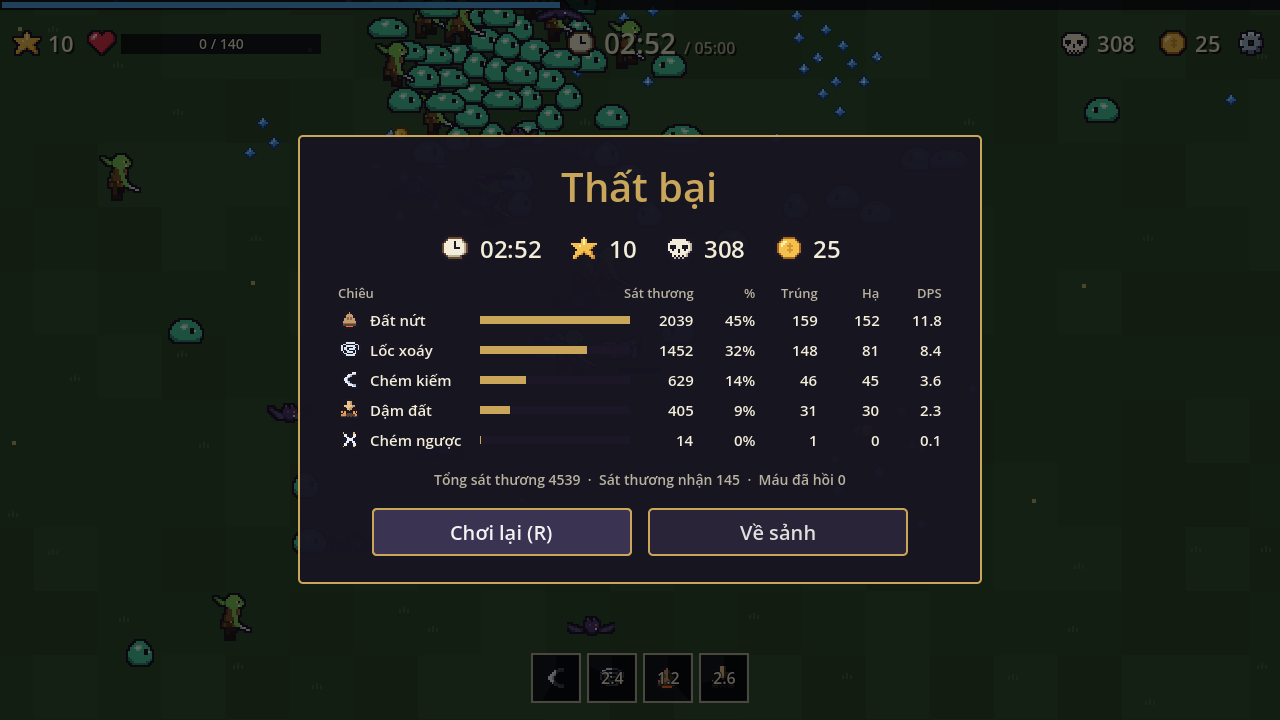 10 0 / 140 02:52 / 05:00 308 25
Thất bại
02:52 10 308 25
Chiêu Sát thương % Trúng Hạ DPS
Đất nứt 2039 45% 159 152 11.8
Lốc xoáy 1452 32% 148 81 8.4
Chém kiếm 629 14% 46 45 3.6
Dậm đất 405 9% 31 30 2.3
Chém ngược 14 0% 1 0 0.1
Tổng sát thương 4539 · Sát thương nhận 145 · Máu đã hồi 0
Chơi lại (R) Về sảnh
2.4 1.2 2.6